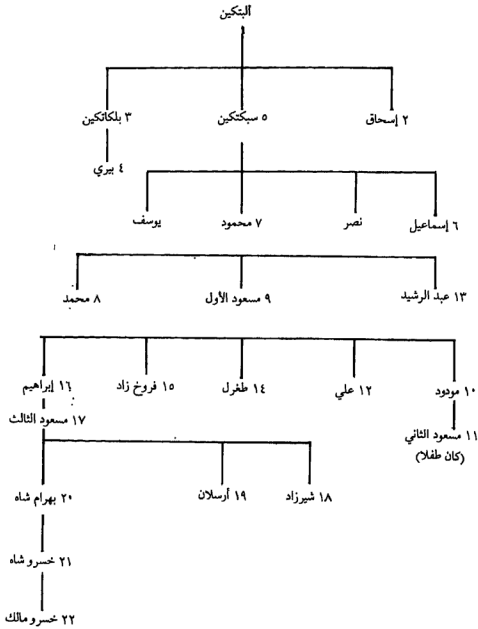 ألبتكين
٢ إسحاق ٥ سبكتكين ٣ بلكاتكين
٤ بيري
٦ إسماعيل نصر ٧ محمود يوسف
١٣ عبد الرشيد ٩ مسعود الأول ٨ محمد
١٠ مودود ١٢ علي ١٤ طغرل ١٥ فروخ زاد ١٦ إبراهيم
١١ مسعود الثاني ١٧ مسعود الثالث
(كان طفلا)
١٨ شيرزاد ١٩ أرسلان ٢٠ بهرام شاه
٢١ خسرو شاه
٢٢ خسرو مالك